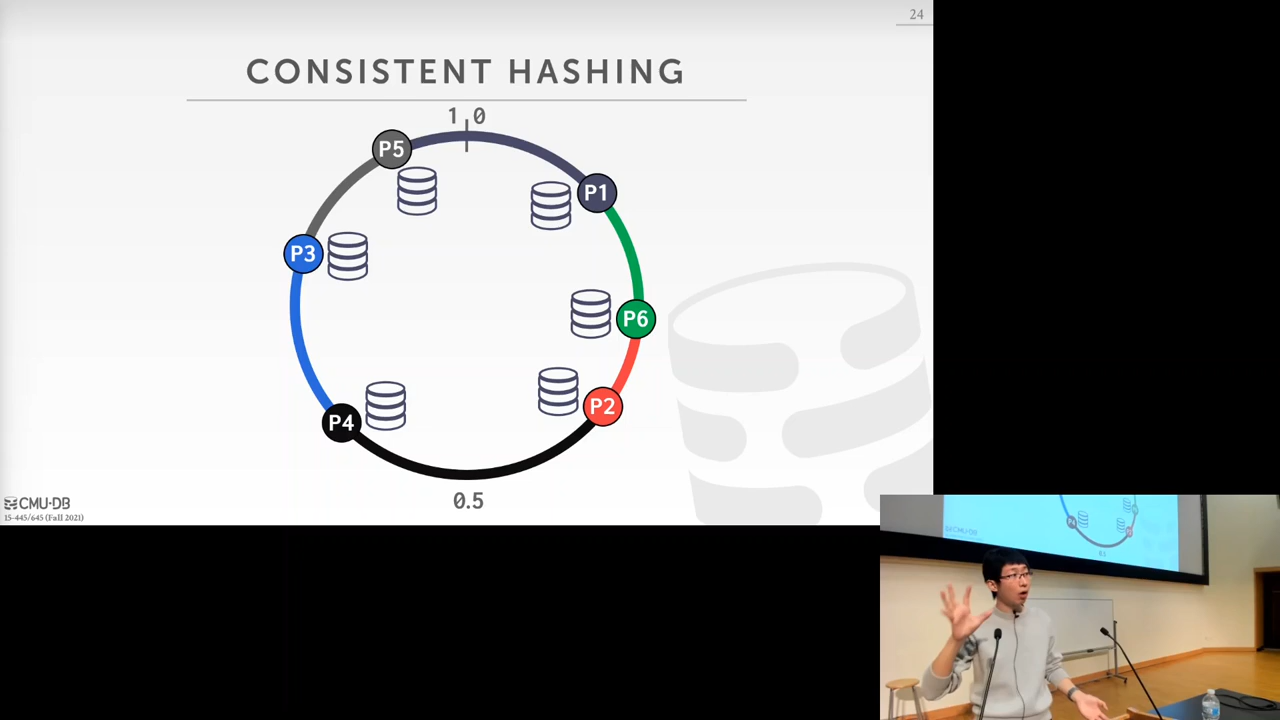 24
CONSISTENT HASHING
1 0
P5
P1
P3
P6
P2
P4
0.5
CMU·DB
15-445/645 (Fall 2021)